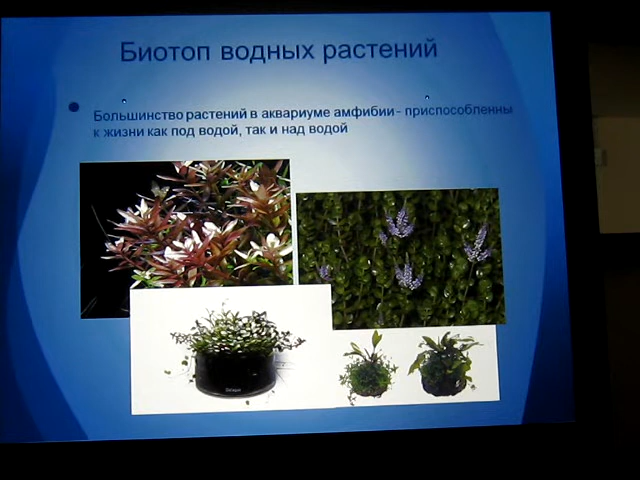 Биотоп водных растений
Большинство растений в аквариуме амфибии - приспособленны
к жизни как под водой, так и над водой